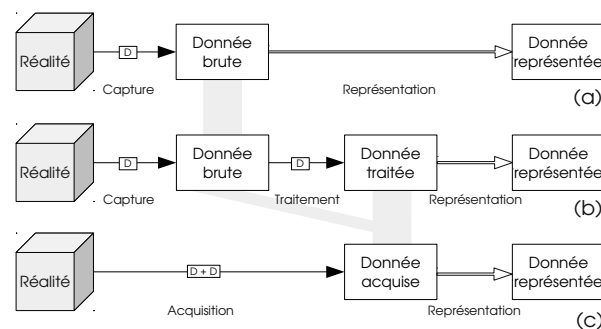 Réalité
D
Donnée
brute
Donnée
représentée
Capture
Représentation
(a)
Réalité
D
Donnée
brute
D
Donnée
traitée
Donnée
représentée
Capture
Traitement
Représentation
(b)
Réalité
D + D
Donnée
acquise
Donnée
représentée
Acquisition
Représentation
(c)